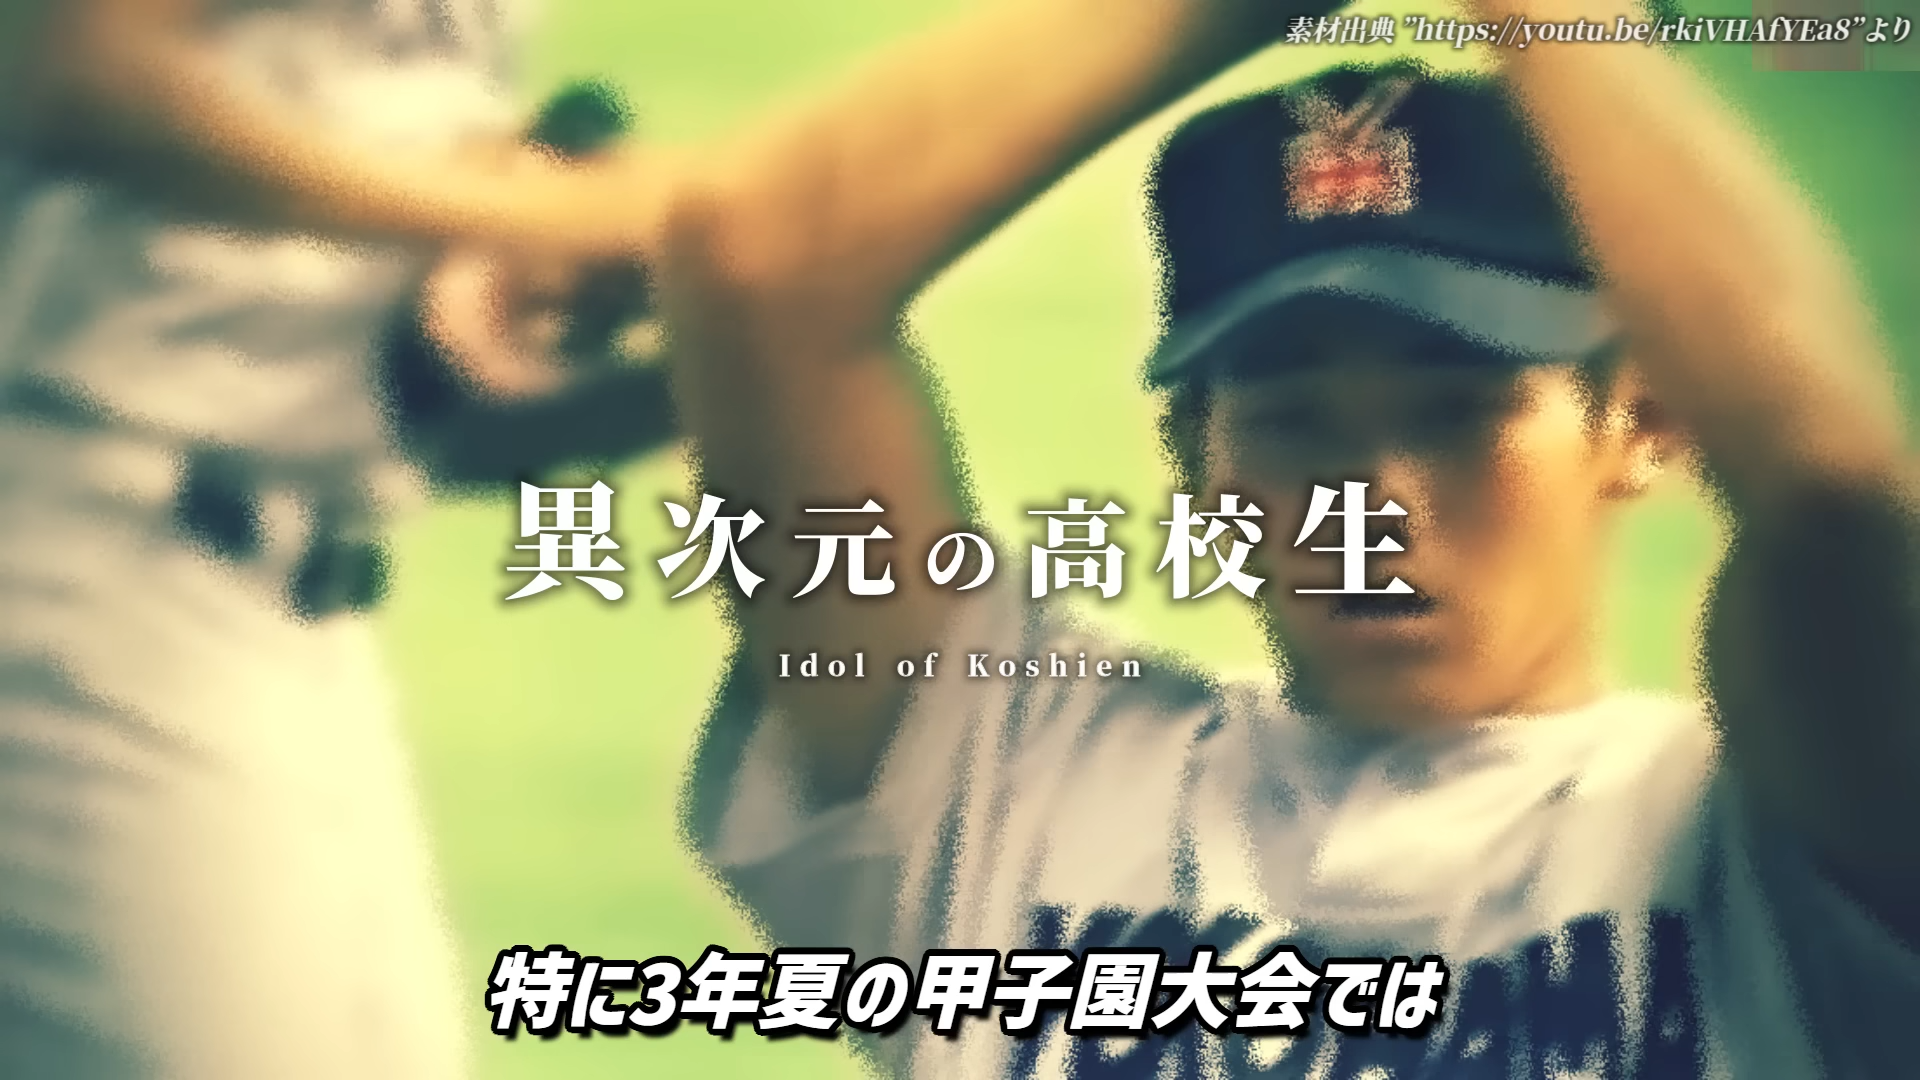 素材出典 ”https://youtu.be/rkiVHAfYEa8”より
異次元の高校生
Idol of Koshien
特に3年夏の甲子園大会では